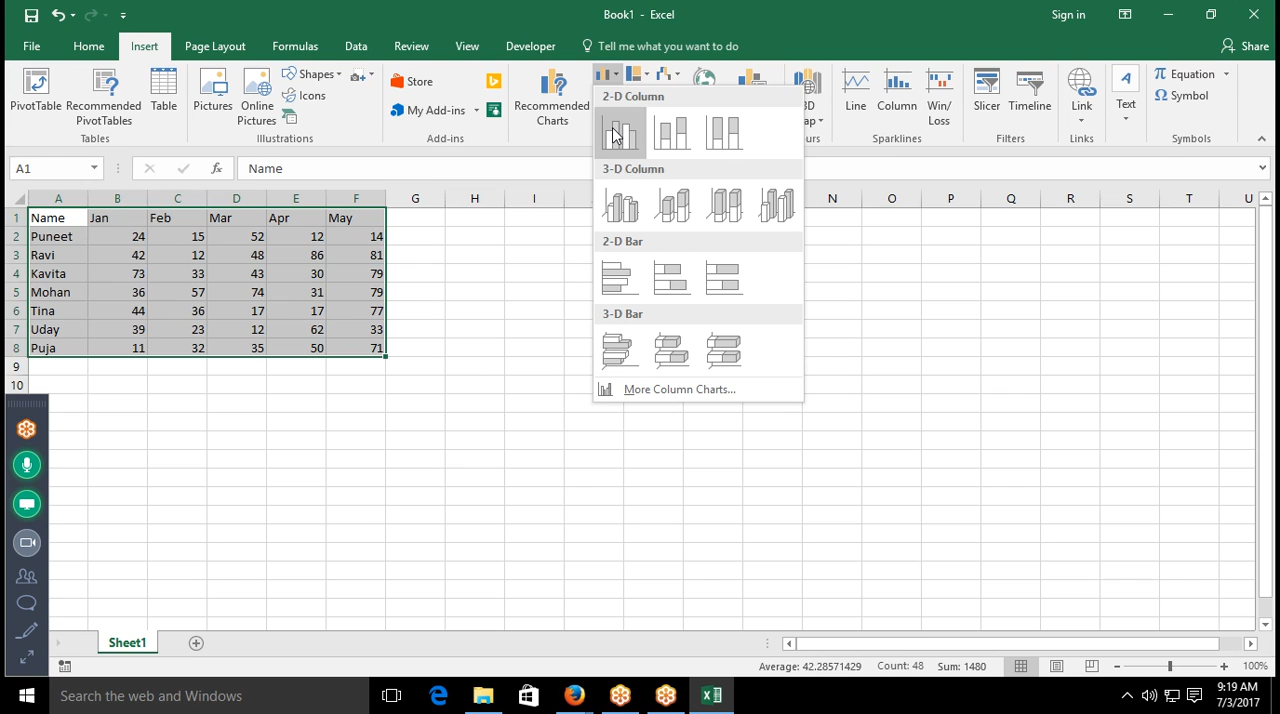 Book1 - Excel
Sign in
File Home Insert Page Layout Formulas Data Review View Developer Tell me what you want to do Share
PivotTable Recommended PivotTables Table
Tables
Pictures Online Pictures Shapes Icons
Illustrations
Store
My Add-ins
Add-ins
Recommended Charts
Line Column Win/Loss
Sparklines
Slicer Timeline
Filters
Link
Links
Text
π Equation
Ω Symbol
Symbols
2-D Column
3-D Column
2-D Bar
3-D Bar
More Column Charts...
A1 fx Name
A B C D E F G H I N O P Q R S T U
1 Name Jan Feb Mar Apr May
2 Puneet 24 15 52 12 14
3 Ravi 42 12 48 86 81
4 Kavita 73 33 43 30 79
5 Mohan 36 57 74 31 79
6 Tina 44 36 17 17 77
7 Uday 39 23 12 62 33
8 Puja 11 32 35 50 71
9
10
Sheet1
Average: 42.28571429 Count: 48 Sum: 1480 100%
Search the web and Windows
9:19 AM
7/3/2017